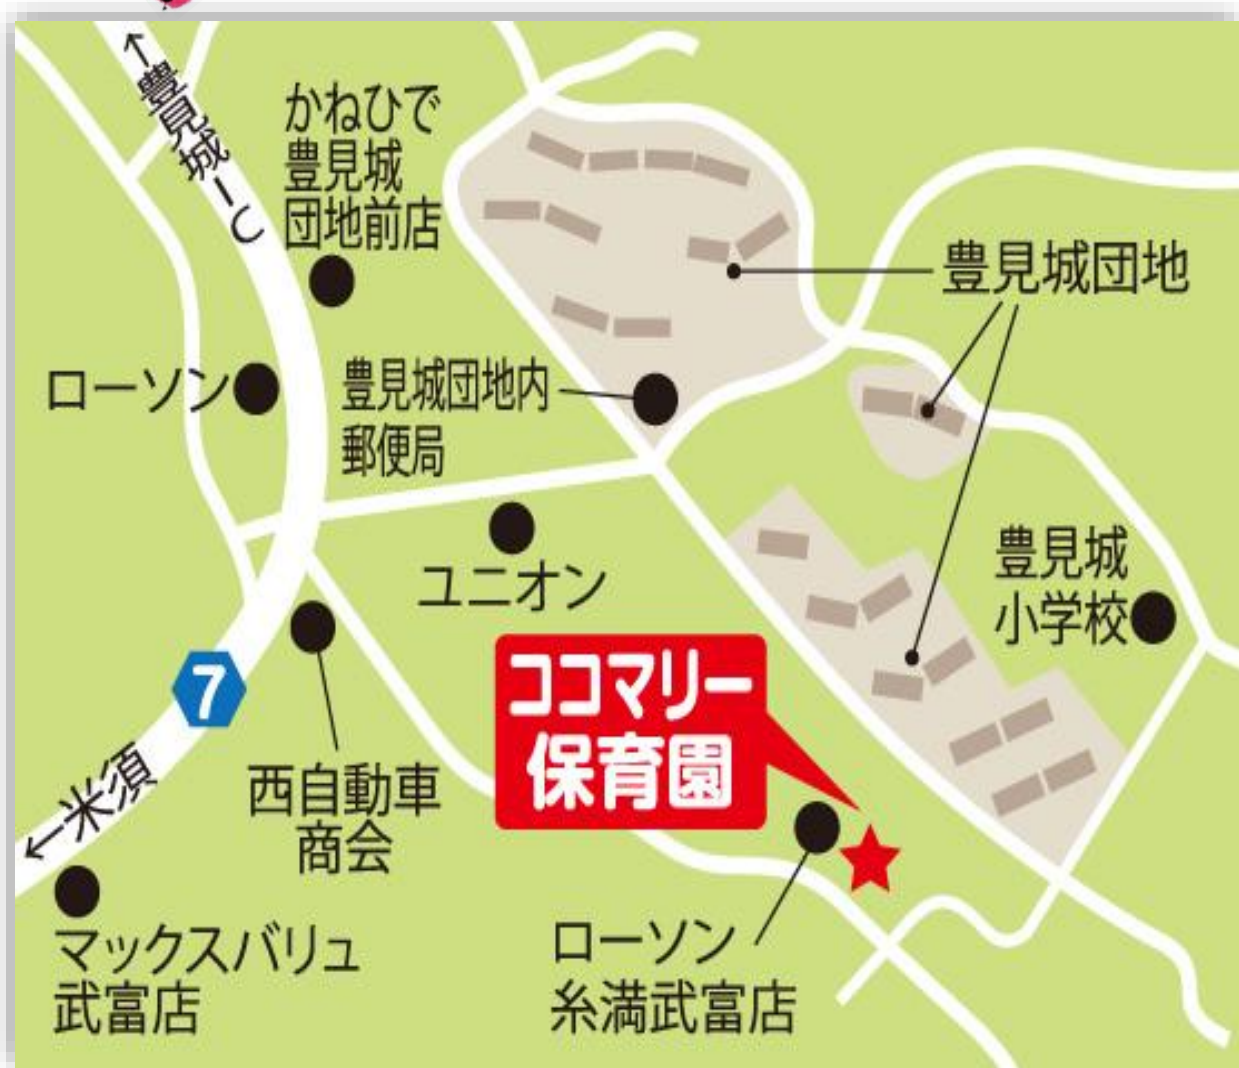 ↑豊見城IC
かねひで
豊見城
団地前店
豊見城団地
ローソン
豊見城団地内
郵便局
ユニオン
豊見城
小学校
7
ココマリー
保育園
←米須
西自動車
商会
マックスバリュ
武富店
ローソン
糸満武富店